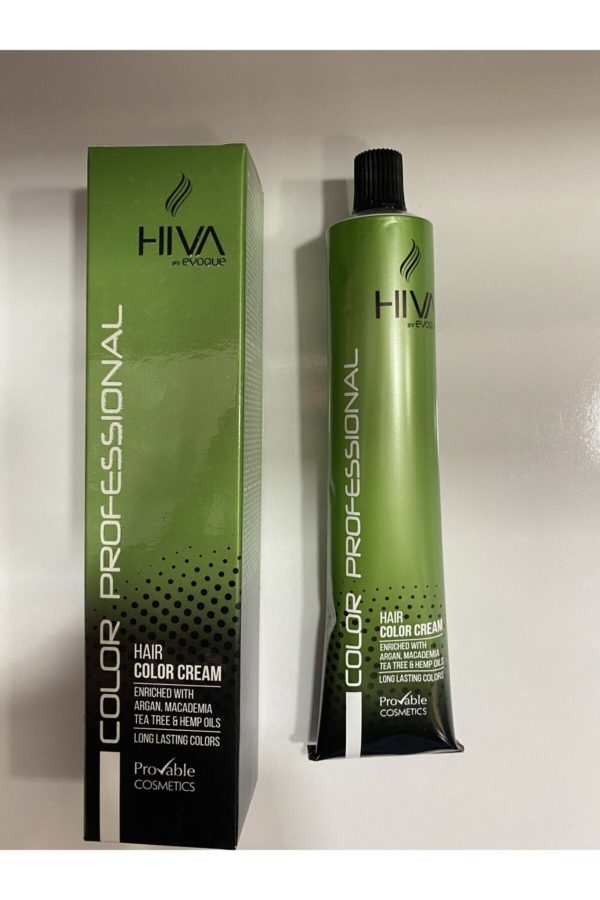 HIVA
BY evoque
COLOR PROFESSIONAL
HAIR
COLOR CREAM
ENRICHED WITH
ARGAN, MACADEMIA
TEA TREE & HEMP OILS
LONG LASTING COLORS
Provable
COSMETICS
HIVA
BY evoque
COLOR PROFESSIONAL
HAIR
COLOR CREAM
ENRICHED WITH
ARGAN, MACADEMIA
TEA TREE & HEMP OILS
LONG LASTING COLORS
Provable
COSMETICS